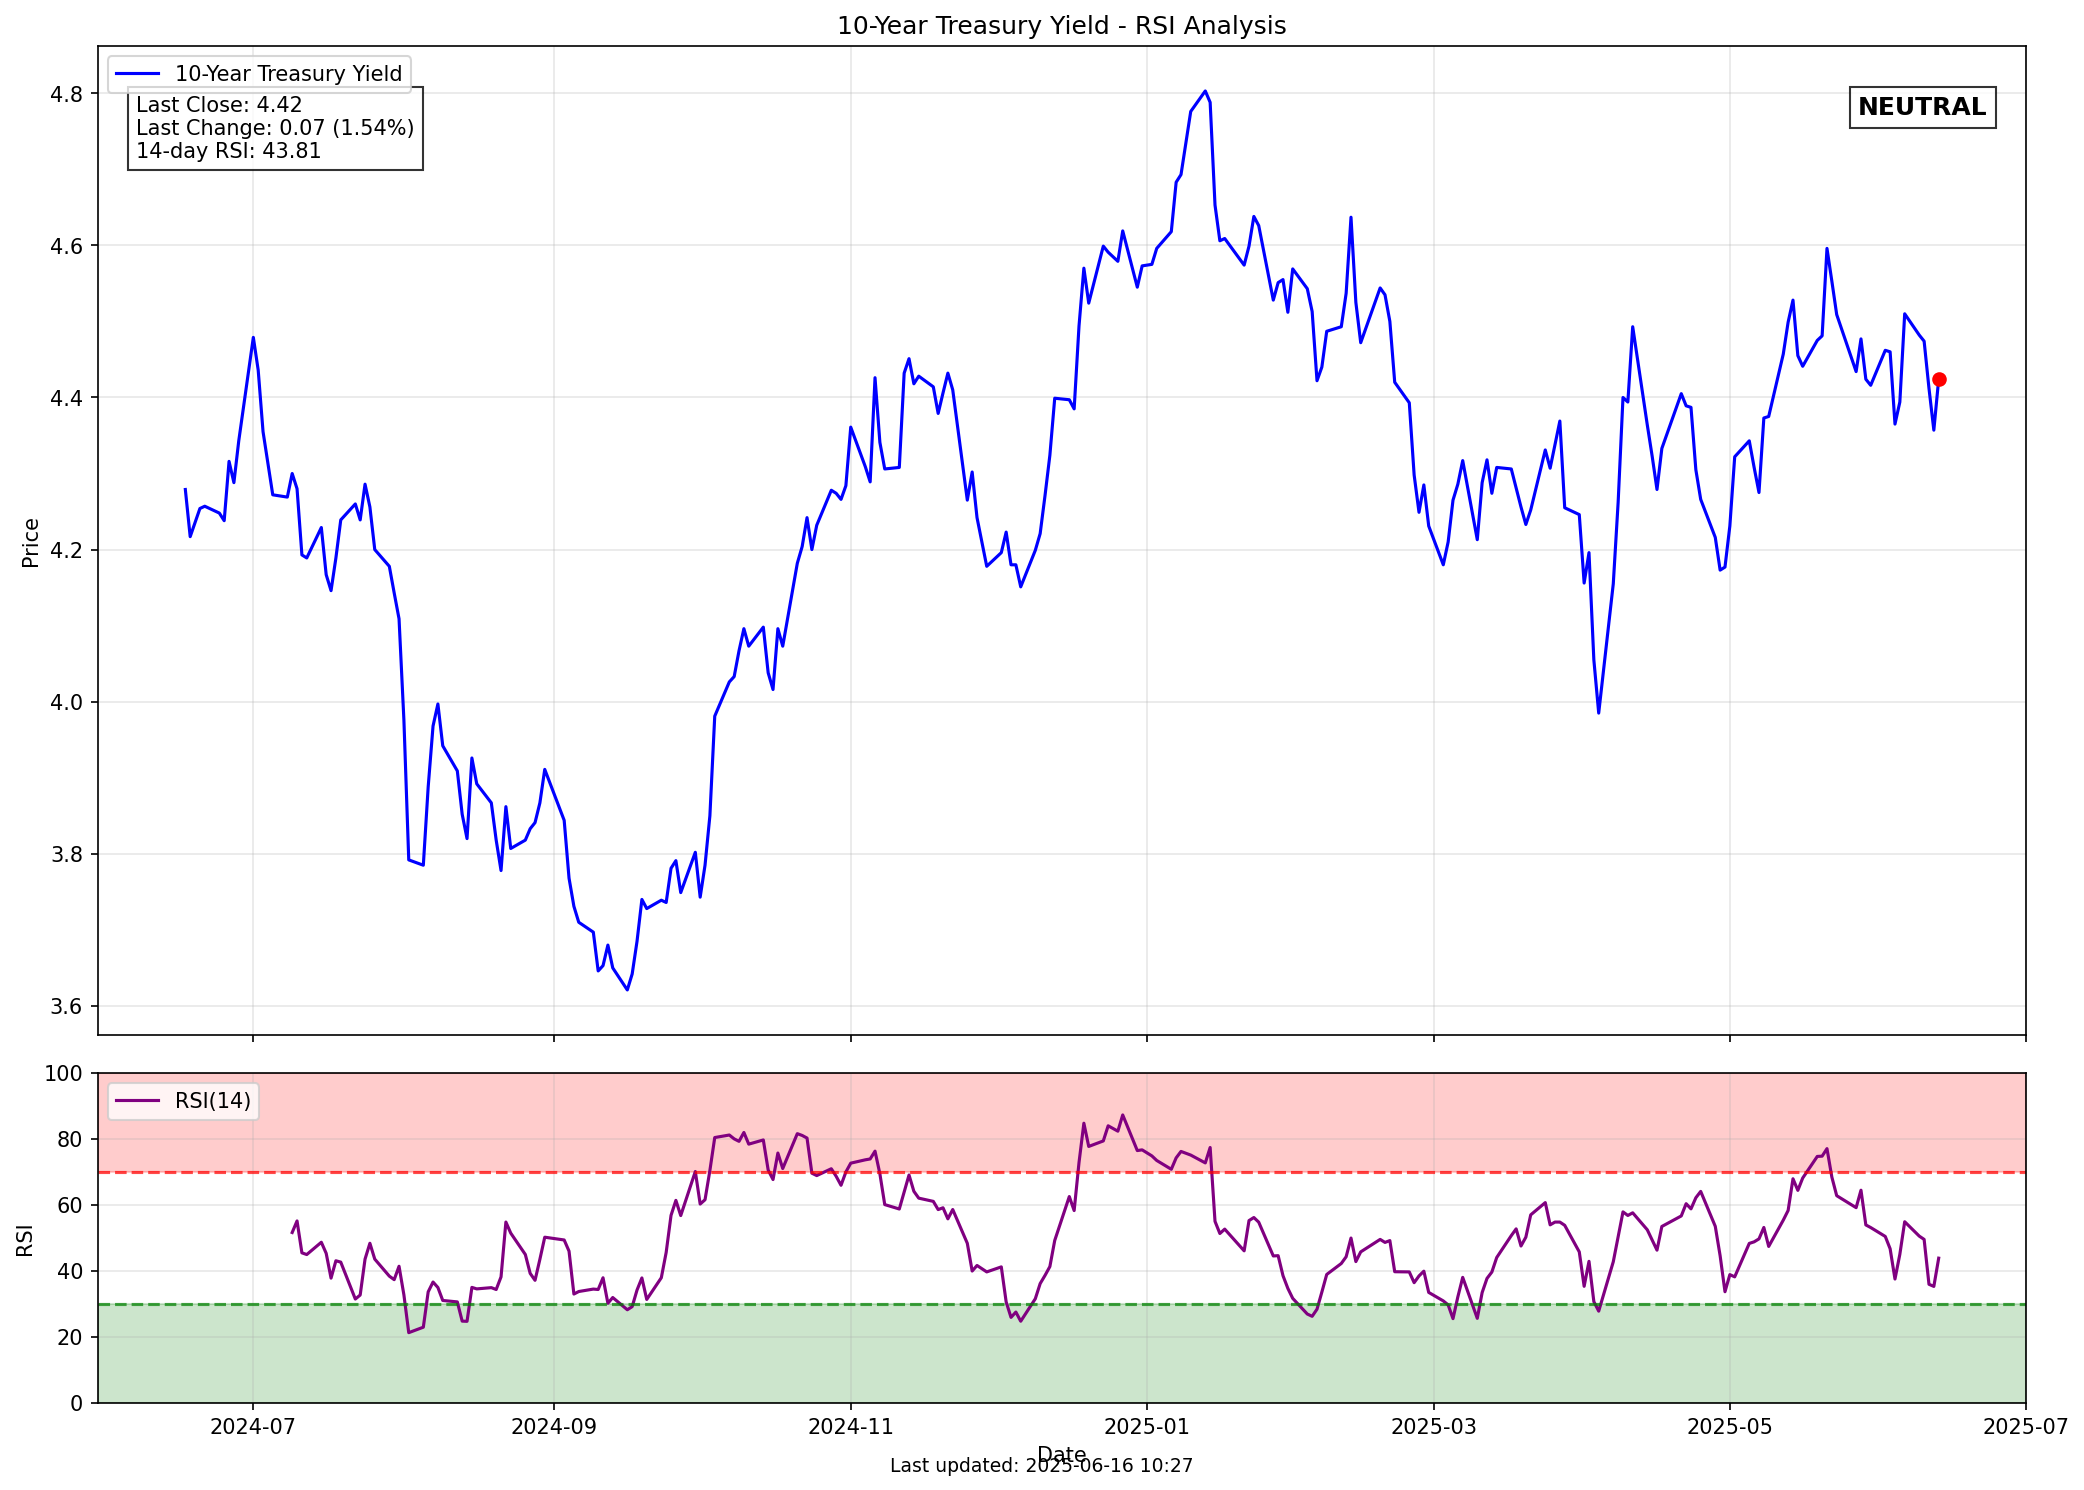 10-Year Treasury Yield - RSI Analysis
10-Year Treasury Yield
Last Close: 4.42
Last Change: 0.07 (1.54%)
14-day RSI: 43.81
NEUTRAL
Price
4.8
4.6
4.4
4.2
4.0
3.8
3.6
RSI(14)
RSI
100
80
60
40
20
0
2024-07
2024-09
2024-11
2025-01
2025-03
2025-05
2025-07
Date
Last updated: 2025-06-16 10:27